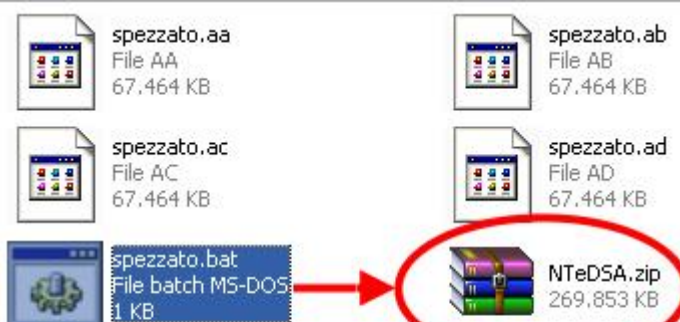 spezzato.aa
File AA
67.464 KB
spezzato.ab
File AB
67.464 KB
spezzato.ac
File AC
67.464 KB
spezzato.ad
File AD
67.464 KB
spezzato.bat
File batch MS-DOS
1 KB
NTeDSA.zip
269.853 KB